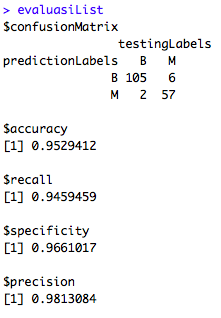 > evaluasiList
$confusionMatrix
testingLabels
predictionLabels B M
B 105 6
M 2 57
$accuracy
[1] 0.9529412
$recall
[1] 0.9459459
$specificity
[1] 0.9661017
$precision
[1] 0.9813084